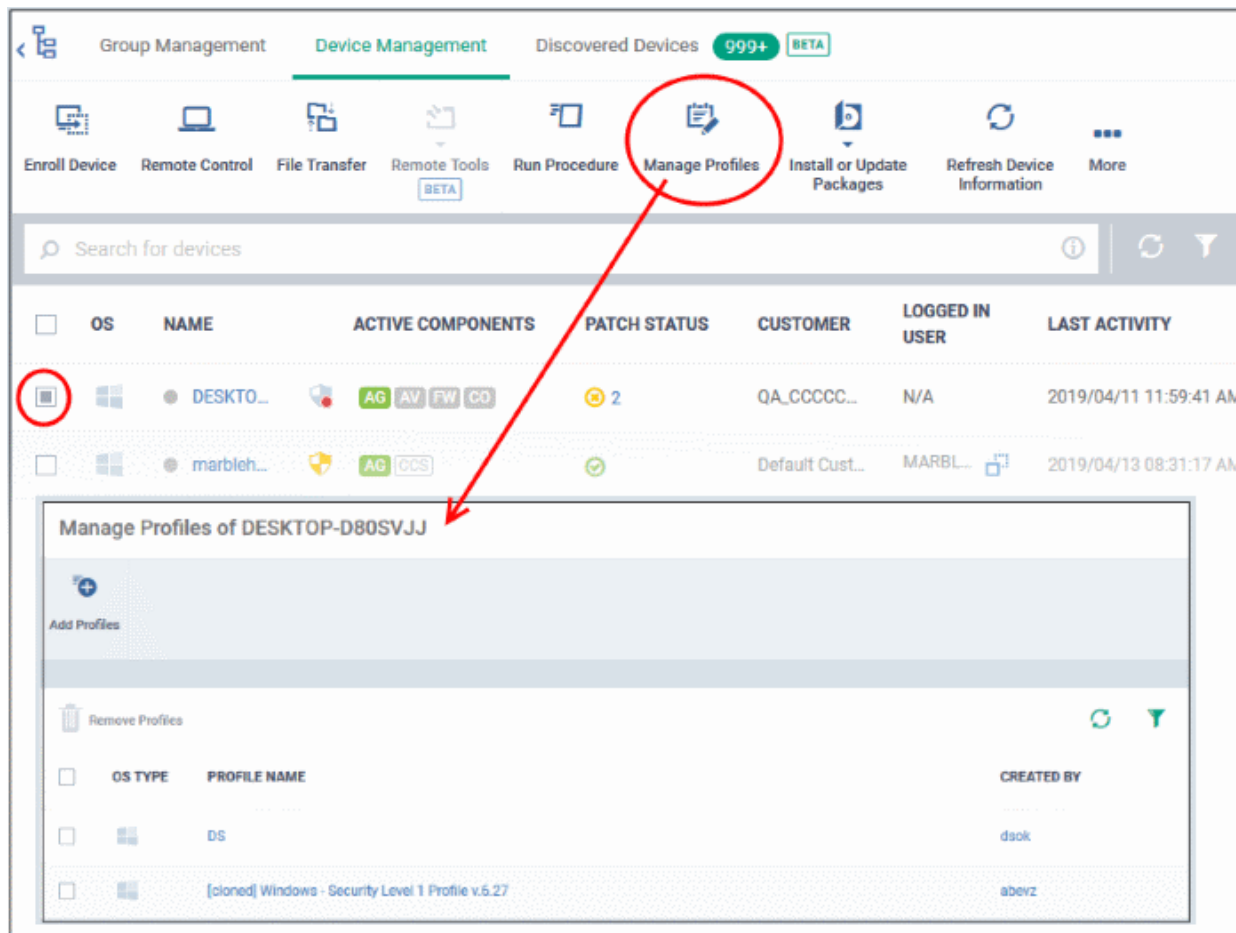 Group Management Device Management Discovered Devices 999+ BETA
Enroll Device Remote Control File Transfer Remote Tools Run Procedure Manage Profiles Install or Update Refresh Device More
BETA Packages Information
Search for devices
OS NAME ACTIVE COMPONENTS PATCH STATUS CUSTOMER LOGGED IN LAST ACTIVITY
USER
DESKTO... AG AV FW CO 2 QA_CCCCC... N/A 2019/04/11 11:59:41 AM
marbleh... AG CCS Default Cust... MARBL... 2019/04/13 08:31:17 AM
Manage Profiles of DESKTOP-D80SVJJ
Add Profiles
Remove Profiles
OS TYPE PROFILE NAME CREATED BY
DS dsok
[cloned] Windows - Security Level 1 Profile v.6.27 abevz